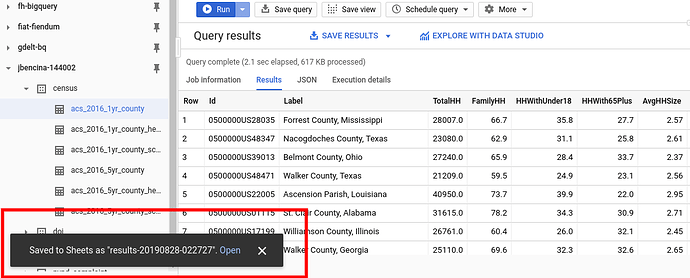 fh-bigquery
fiat-fiendum
gdelt-bq
jbencina-144002
census
acs_2016_1yr_county
acs_2016_1yr_county_he...
acs_2016_1yr_county_sc...
acs_2016_5yr_county
acs_2016_5yr_county_he...
acs_2016_5yr_county_sc...
doi
Run Save query Save view Schedule query More
Query results SAVE RESULTS EXPLORE WITH DATA STUDIO
Query complete (2.1 sec elapsed, 617 KB processed)
Job information Results JSON Execution details
Row Id Label TotalHH FamilyHH HHWithUnder18 HHWith65Plus AvgHHSize
1 0500000US28035 Forrest County, Mississippi 28007.0 66.7 35.8 27.7 2.57
2 0500000US48347 Nacogdoches County, Texas 23080.0 62.9 31.1 25.8 2.61
3 0500000US39013 Belmont County, Ohio 27240.0 65.9 28.4 33.7 2.37
4 0500000US48471 Walker County, Texas 21209.0 59.5 24.9 23.1 2.56
5 0500000US22005 Ascension Parish, Louisiana 40950.0 73.7 39.9 22.0 2.95
6 0500000US01115 St. Clair County, Alabama 31615.0 78.2 34.3 30.9 2.71
7 0500000US17199 Williamson County, Illinois 26761.0 60.4 26.0 32.1 2.45
Walker County, Georgia 25110.0 69.6 32.3 32.6 2.65
Saved to Sheets as "results-20190828-022727". Open